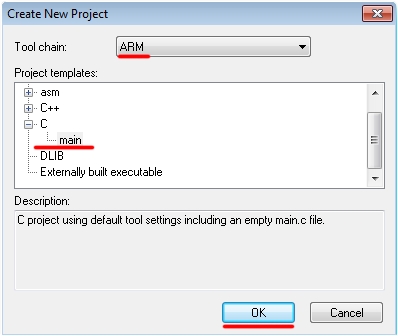 Create New Project
Tool chain: ARM
Project templates:
asm
C++
C
main
DLIB
Externally built executable
Description:
C project using default tool settings including an empty main.c file.
OK Cancel